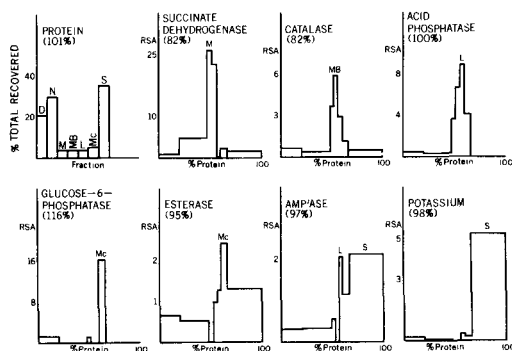 % TOTAL RECOVERED
PROTEIN
(101%)
40
20
D N M MB L Mc S
Fraction
SUCCINATE
DEHYDROGENASE
(82%)
RSA
25
10
M
% Protein 100
CATALASE
(82%)
RSA
6
3
MB
% Protein 100
ACID
PHOSPHATASE
(100%)
RSA
8
4
L
% Protein 100
GLUCOSE-6-
PHOSPHATASE
(116%)
RSA
16
8
Mc
% Protein 100
ESTERASE
(95%)
RSA
2
1
Mc
% Protein 100
AMP'ASE
(97%)
RSA
2
1
L S
% Protein 100
POTASSIUM
(98%)
RSA
5
3
S
% Protein 100